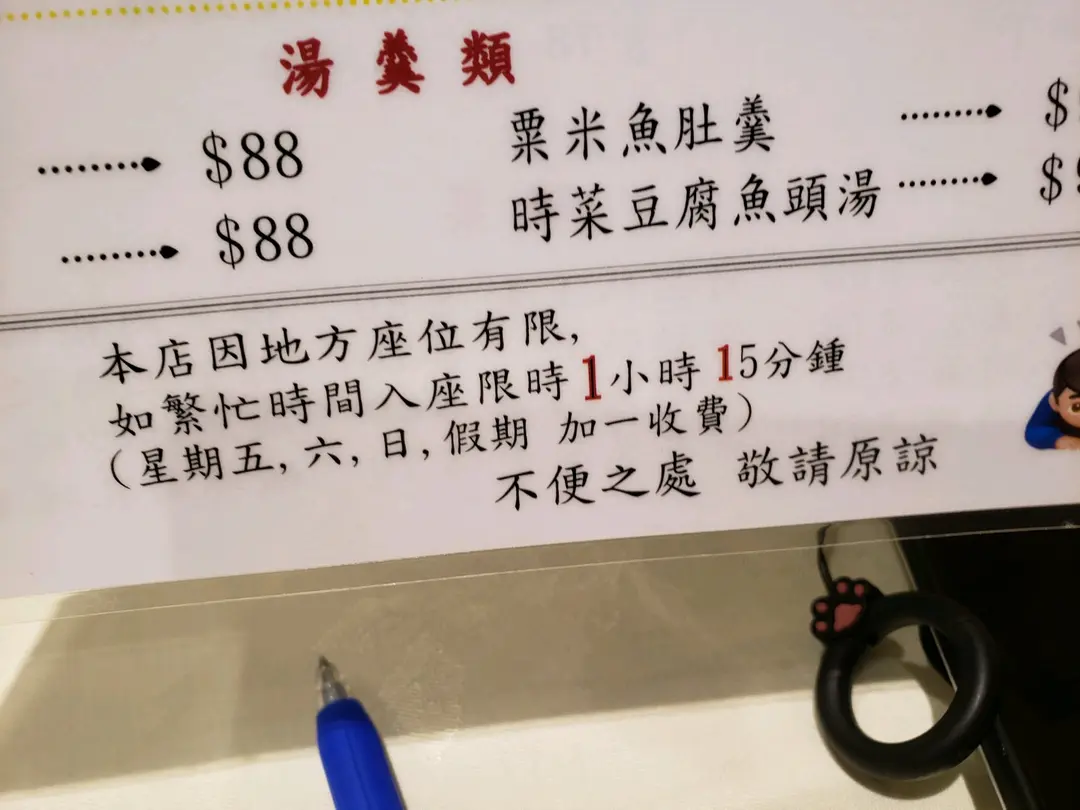 湯羹類
$88 粟米魚肚羹 $
$88 時菜豆腐魚頭湯 $
本店因地方座位有限,
如繁忙時間入座限時1小時15分鍾
(星期五,六,日,假期 加一收費)
不便之處 敬請原諒